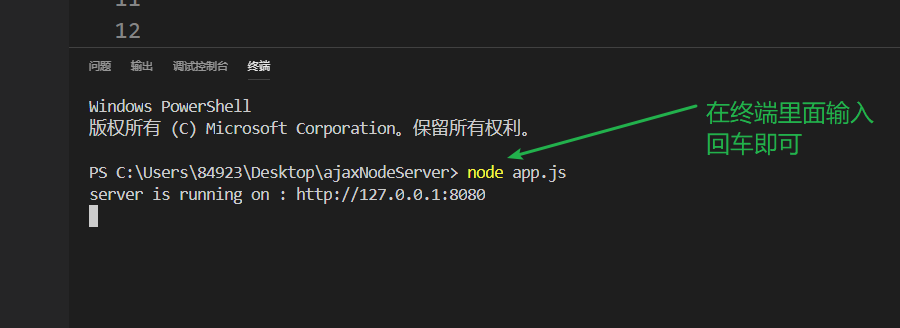 12
问题 输出 调试控制台 终端
Windows PowerShell
版权所有 (C) Microsoft Corporation。保留所有权利。
在终端里面输入
回车即可
PS C:\Users\84923\Desktop\ajaxNodeServer> node app.js
server is running on : http://127.0.0.1:8080